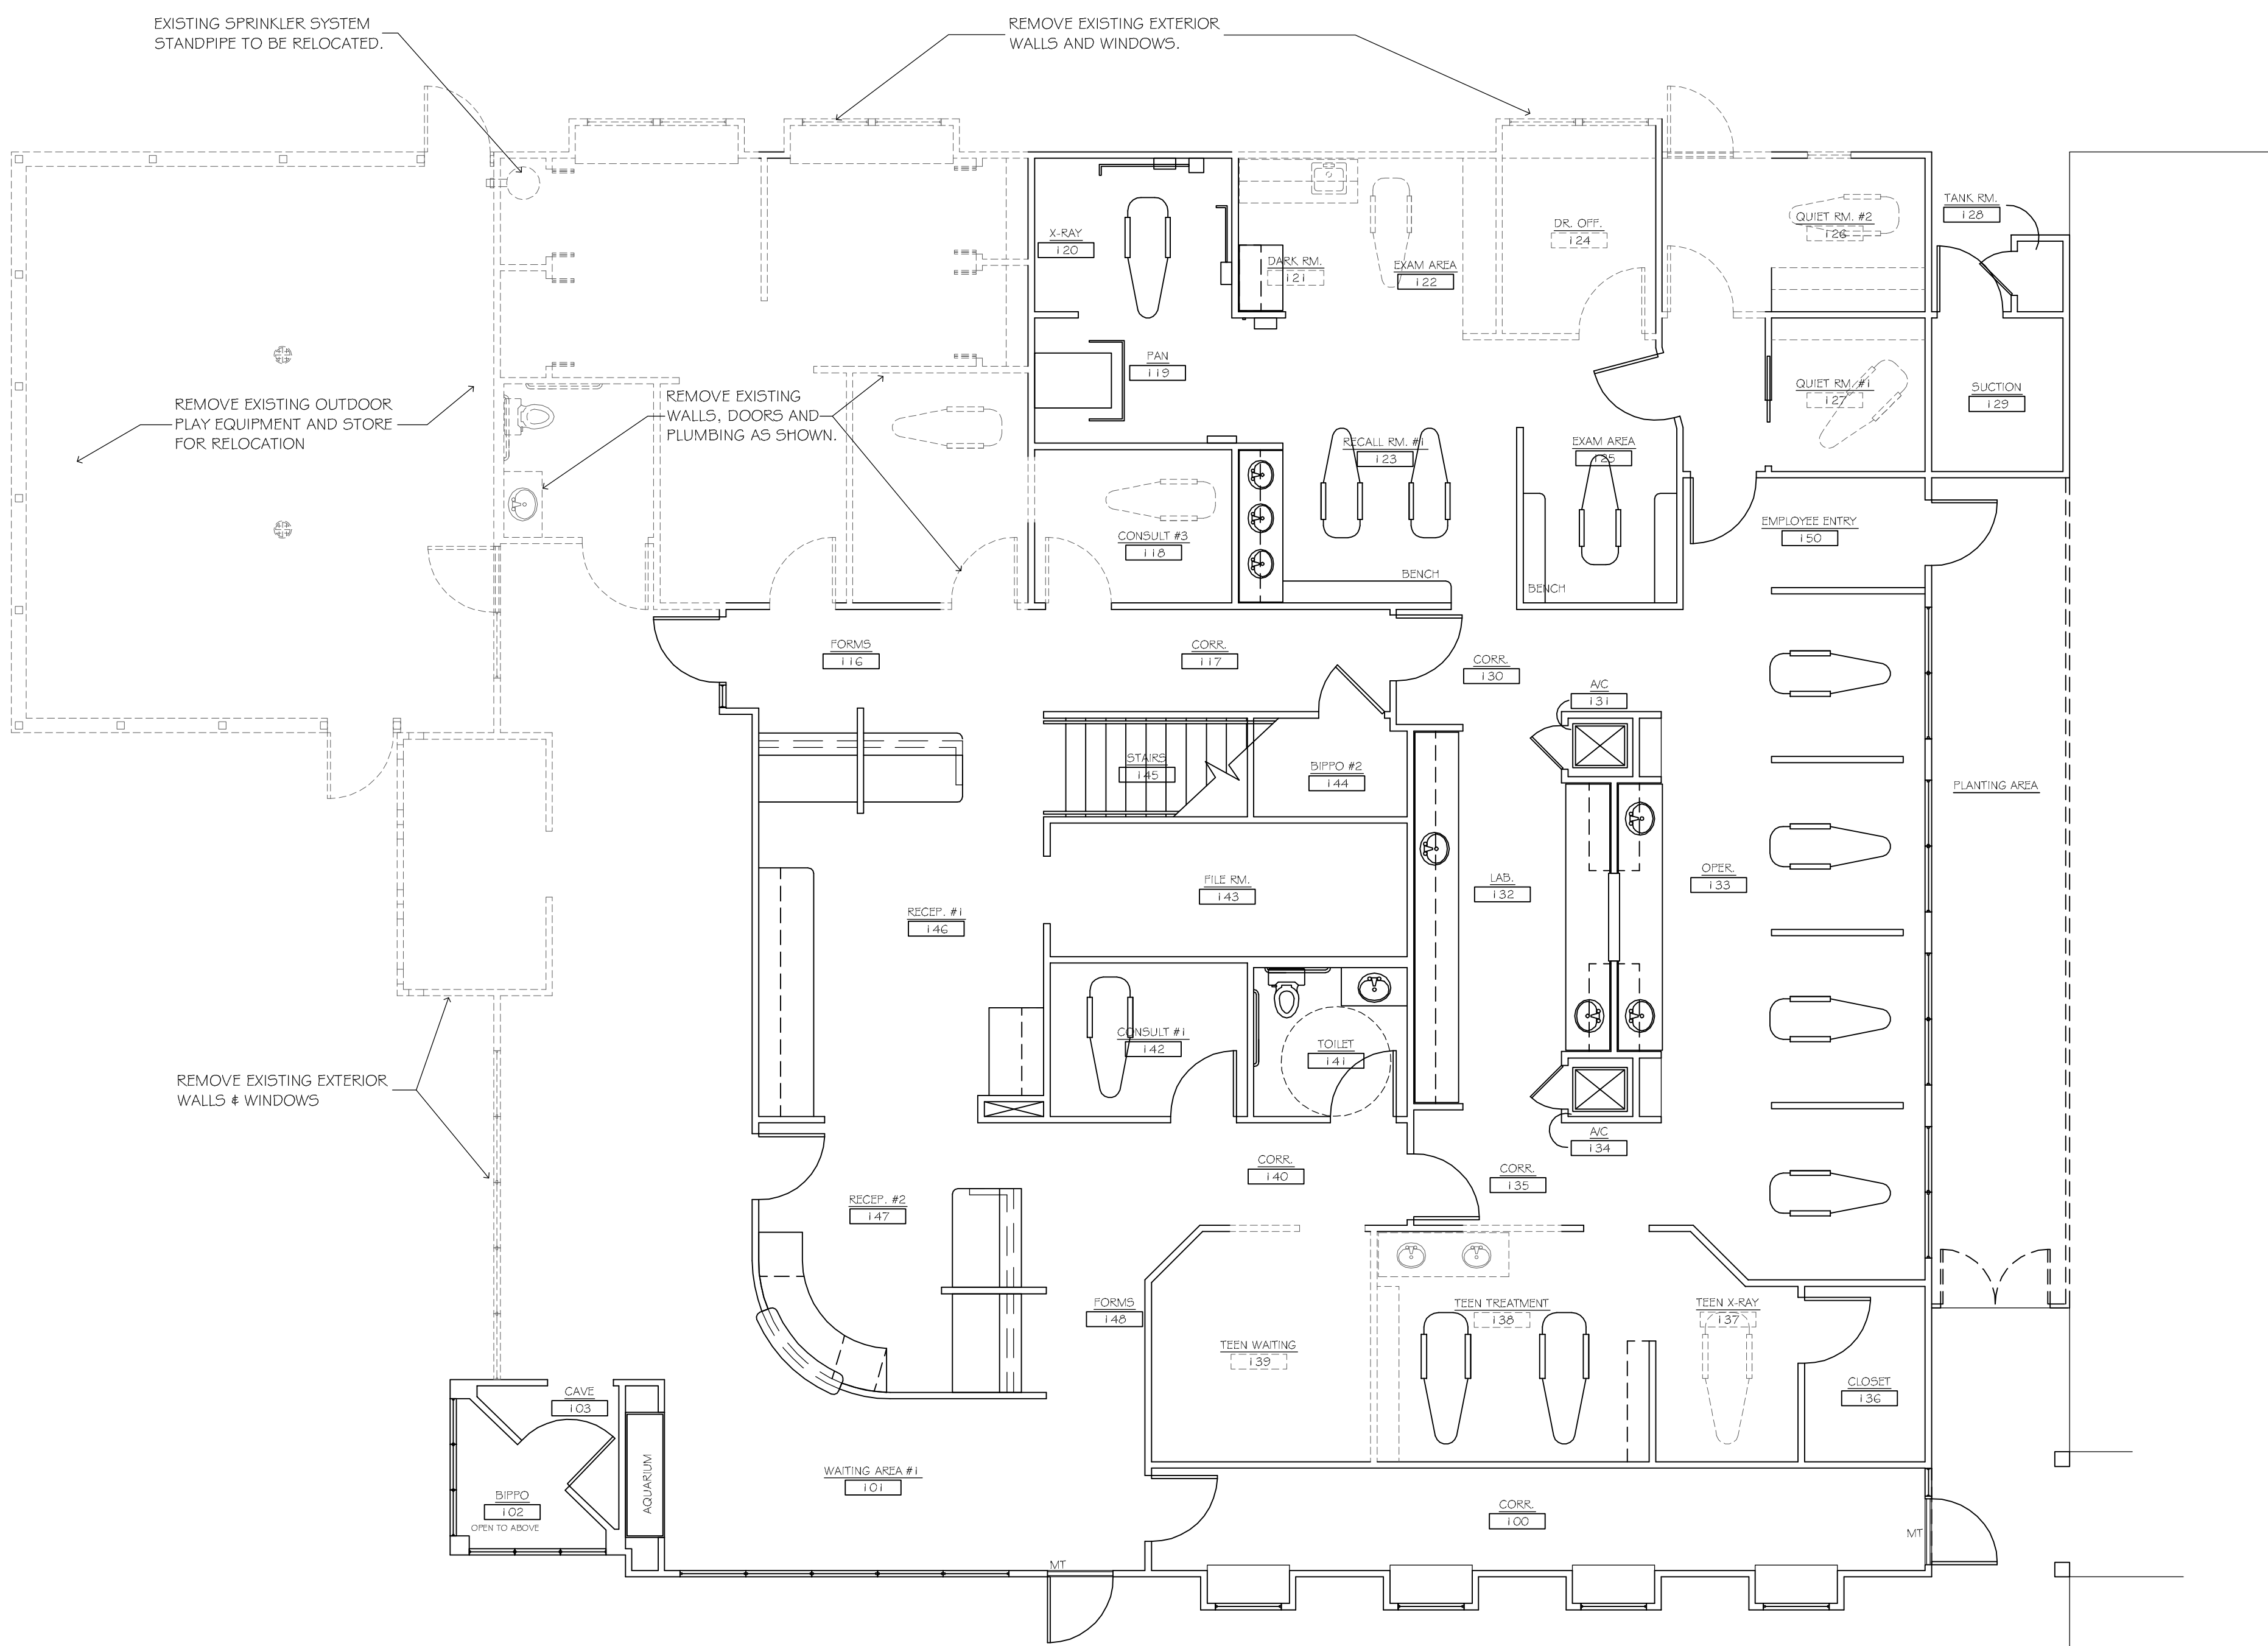 EXISTING SPRINKLER SYSTEM
STANDPIPE TO BE RELOCATED.
REMOVE EXISTING EXTERIOR
WALLS AND WINDOWS.
TANK RM.
128
QUIET RM. #2
126
DR. OFF.
124
X-RAY
120
DARK RM.
121
EXAM AREA
122
PAN
119
QUIET RM. #1
127
SUCTION
129
REMOVE EXISTING OUTDOOR
PLAY EQUIPMENT AND STORE
FOR RELOCATION
REMOVE EXISTING
WALLS, DOORS AND
PLUMBING AS SHOWN.
RECALL RM. #1
123
EXAM AREA
125
EMPLOYEE ENTRY
150
CONSULT #3
118
BENCH
BENCH
FORMS
116
CORR.
117
CORR.
130
A/C
131
STAIRS
145
BIPPO #2
144
PLANTING AREA
FILE RM.
143
LAB.
132
OPER.
133
RECEP. #1
146
CONSULT #1
142
TOILET
141
REMOVE EXISTING EXTERIOR
WALLS & WINDOWS
A/C
134
CORR.
140
CORR.
135
RECEP. #2
147
FORMS
148
TEEN TREATMENT
138
TEEN X-RAY
137
TEEN WAITING
139
CLOSET
136
CAVE
103
AQUARIUM
WAITING AREA #1
101
BIPPO
102
OPEN TO ABOVE
CORR.
100
MT
MT